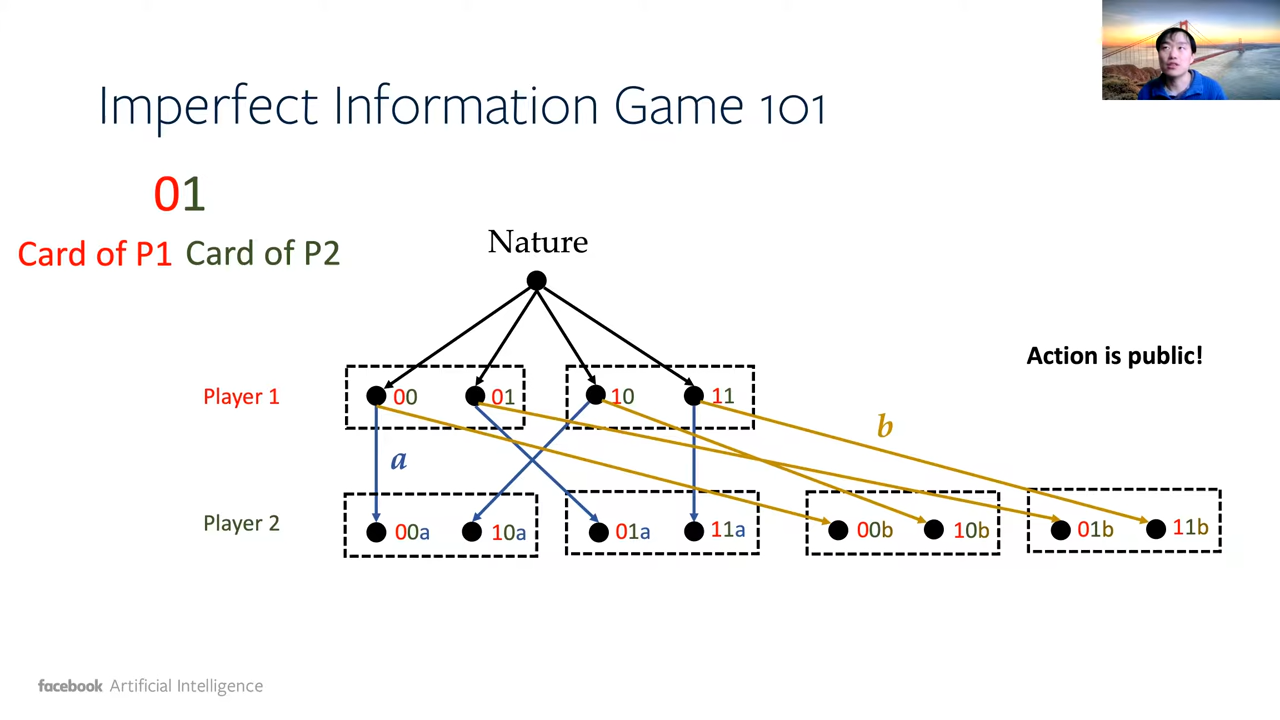 Imperfect Information Game 101
01
Card of P1 Card of P2
Nature
Action is public!
Player 1
00
01
10
11
b
a
Player 2
00a
10a
01a
11a
00b
10b
01b
11b
facebook Artificial Intelligence